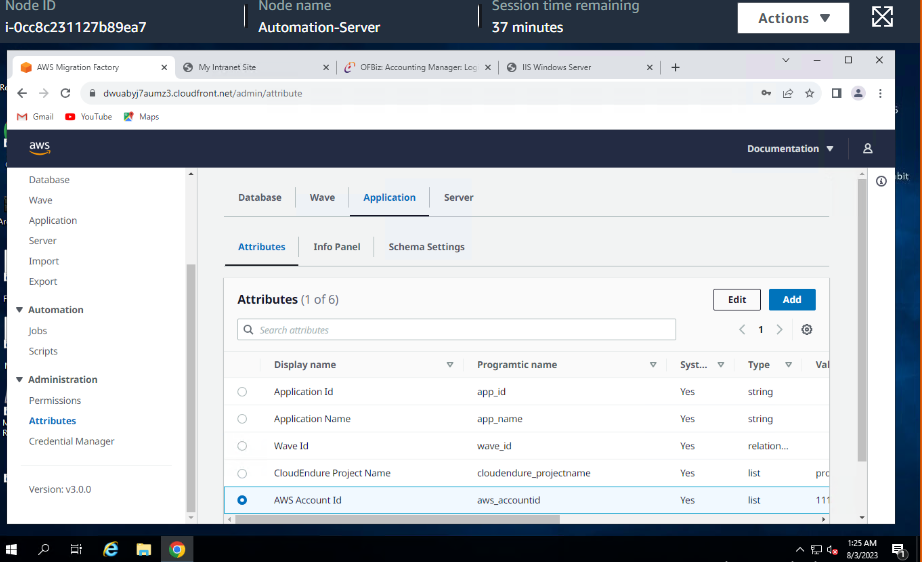 Node ID
i-0cc8c231127b89ea7
Node name
Automation-Server
Session time remaining
37 minutes
Actions
AWS Migration Factory
My Intranet Site
OFBiz: Accounting Manager: Log
IIS Windows Server
dwuabyj7aumz3.cloudfront.net/admin/attribute
Gmail
YouTube
Maps
aws
Documentation
Database
Wave
Application
Server
Import
Export
Automation
Jobs
Scripts
Administration
Permissions
Attributes
Credential Manager
Version: v3.0.0
Database Wave Application Server
Attributes Info Panel Schema Settings
Attributes (1 of 6)
Edit
Add
Search attributes
1
Display name Programtic name Syst... Type Val
Application Id app_id Yes string
Application Name app_name Yes string
Wave Id wave_id Yes relation...
CloudEndure Project Name cloudendure_projectname Yes list pro
AWS Account Id aws_accountid Yes list 111
bit
1:25 AM
8/3/2023
1